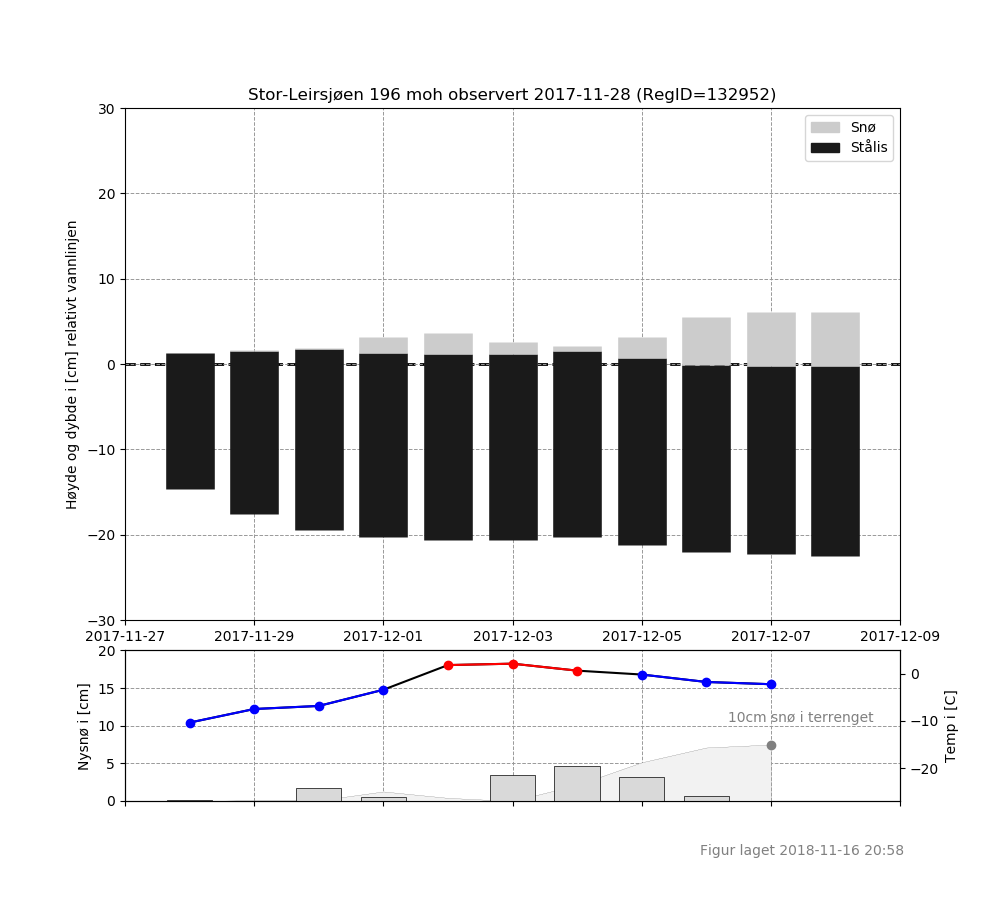 Stor-Leirsjøen 196 moh observert 2017-11-28 (RegID=132952)
Snø
Stålis
Høyde og dybde i [cm] relativt vannlinjen
30
20
10
0
−10
−20
−30
2017-11-27 2017-11-29 2017-12-01 2017-12-03 2017-12-05 2017-12-07 2017-12-09
Nysnø i [cm]
20
15
10
5
0
10cm snø i terrenget
0
−10
−20
Temp i [C]
Figur laget 2018-11-16 20:58